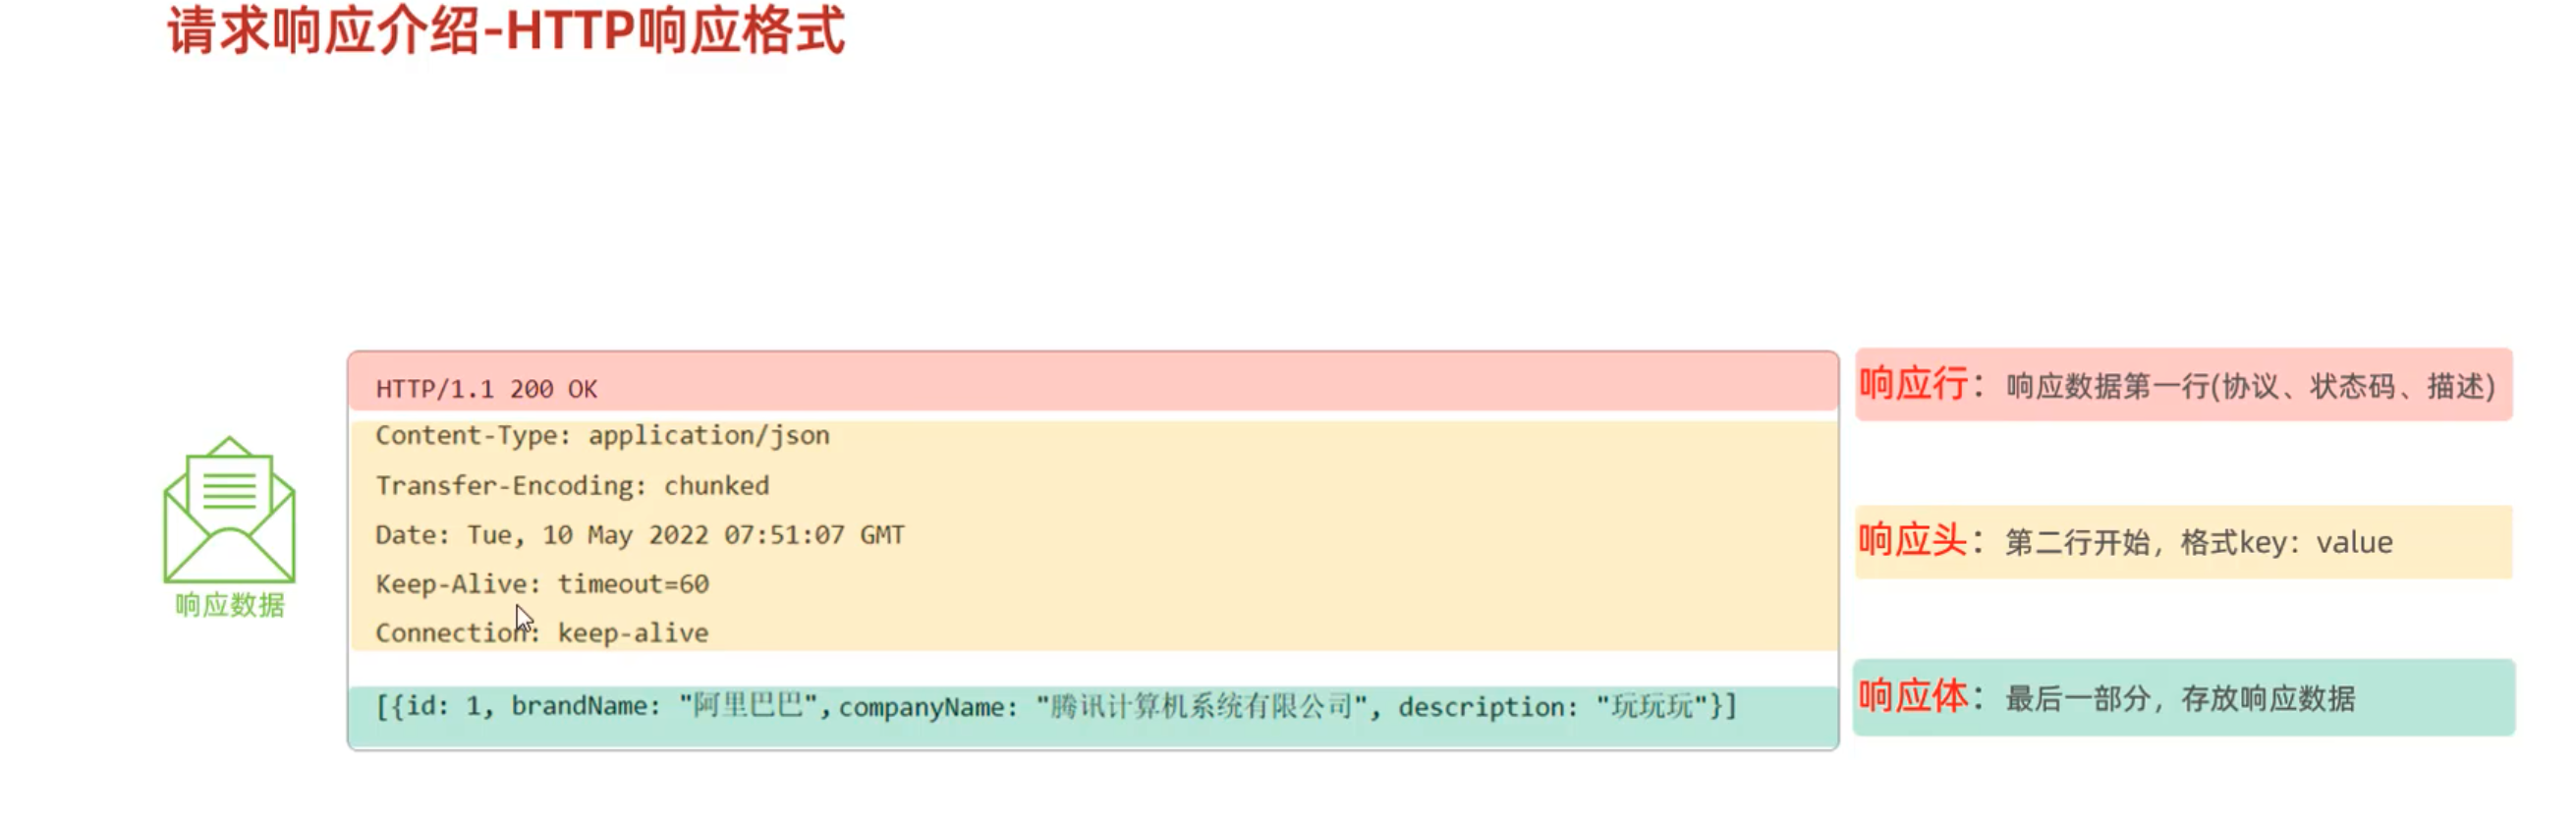 请求响应介绍-HTTP响应格式
HTTP/1.1 200 OK
响应行：响应数据第一行(协议、状态码、描述)
Content-Type: application/json
Transfer-Encoding: chunked
Date: Tue, 10 May 2022 07:51:07 GMT
Keep-Alive: timeout=60
Connection: keep-alive
响应头：第二行开始，格式key：value
响应数据
[{id: 1, brandName: "阿里巴巴",companyName: "腾讯计算机系统有限公司", description: "玩玩玩"}]
响应体：最后一部分，存放响应数据